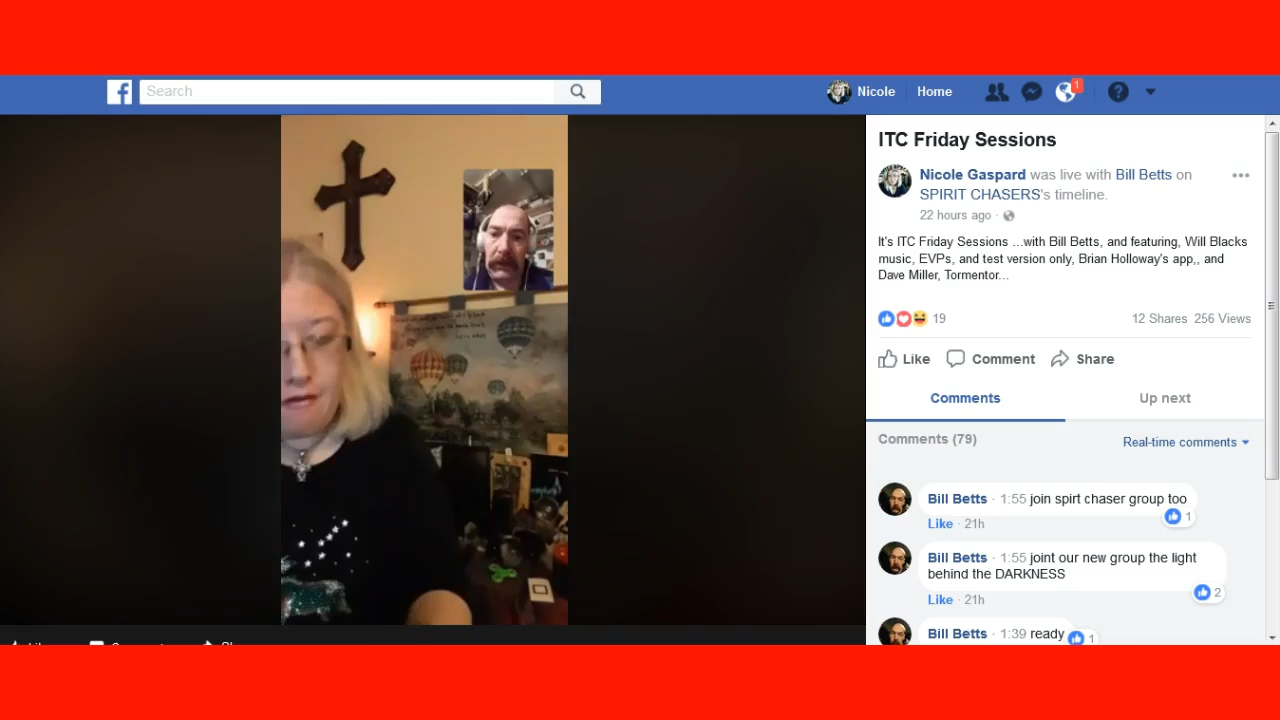 f
Search
Nicole
Home
1
?
ITC Friday Sessions
Nicole Gaspard was live with Bill Betts on
SPIRIT CHASERS's timeline.
22 hours ago ·
It's ITC Friday Sessions ...with Bill Betts, and featuring, Will Blacks
music, EVPs, and test version only, Brian Holloway's app,, and
Dave Miller, Tormentor...
19
12 Shares 256 Views
Like
Comment
Share
Comments
Up next
Comments (79)
Real-time comments
Bill Betts · 1:55 join spirt chaser group too
1
Like · 21h
Bill Betts · 1:55 joint our new group the light
behind the DARKNESS
2
Like · 21h
Bill Betts · 1:39 ready
1